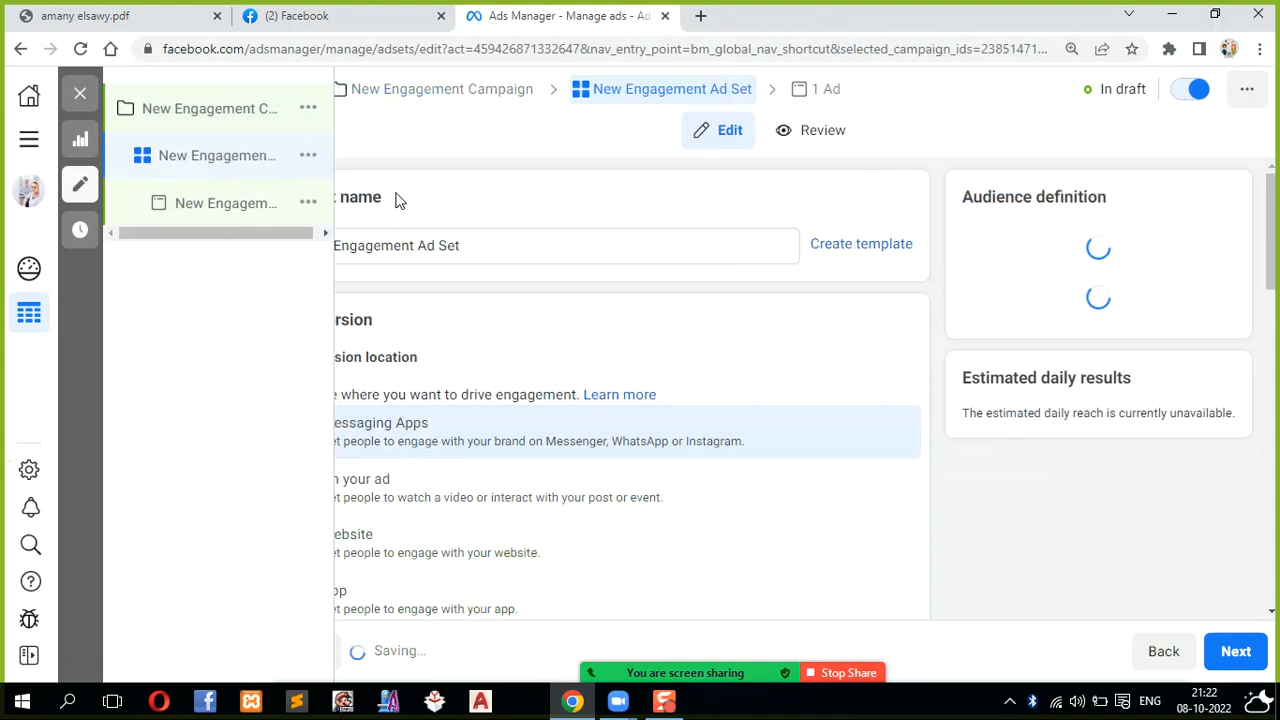 amany elsawy.pdf
(2) Facebook
Ads Manager - Manage ads - Ad
facebook.com/adsmanager/manage/adsets/edit?act=459426871332647&nav_entry_point=bm_global_nav_shortcut&selected_campaign_ids=23851471...
New Engagement C...
New Engagemen...
New Engagem...
New Engagement Campaign
New Engagement Ad Set
1 Ad
In draft
Edit
Review
name
Engagement Ad Set
Create template
Audience definition
Estimated daily results
The estimated daily reach is currently unavailable.
rsion
sion location
where you want to drive engagement. Learn more
essaging Apps
et people to engage with your brand on Messenger, WhatsApp or Instagram.
n your ad
et people to watch a video or interact with your post or event.
ebsite
et people to engage with your website.
pp
et people to engage with your app.
Saving...
Back
Next
You are screen sharing
Stop Share
ENG
21:22
08-10-2022